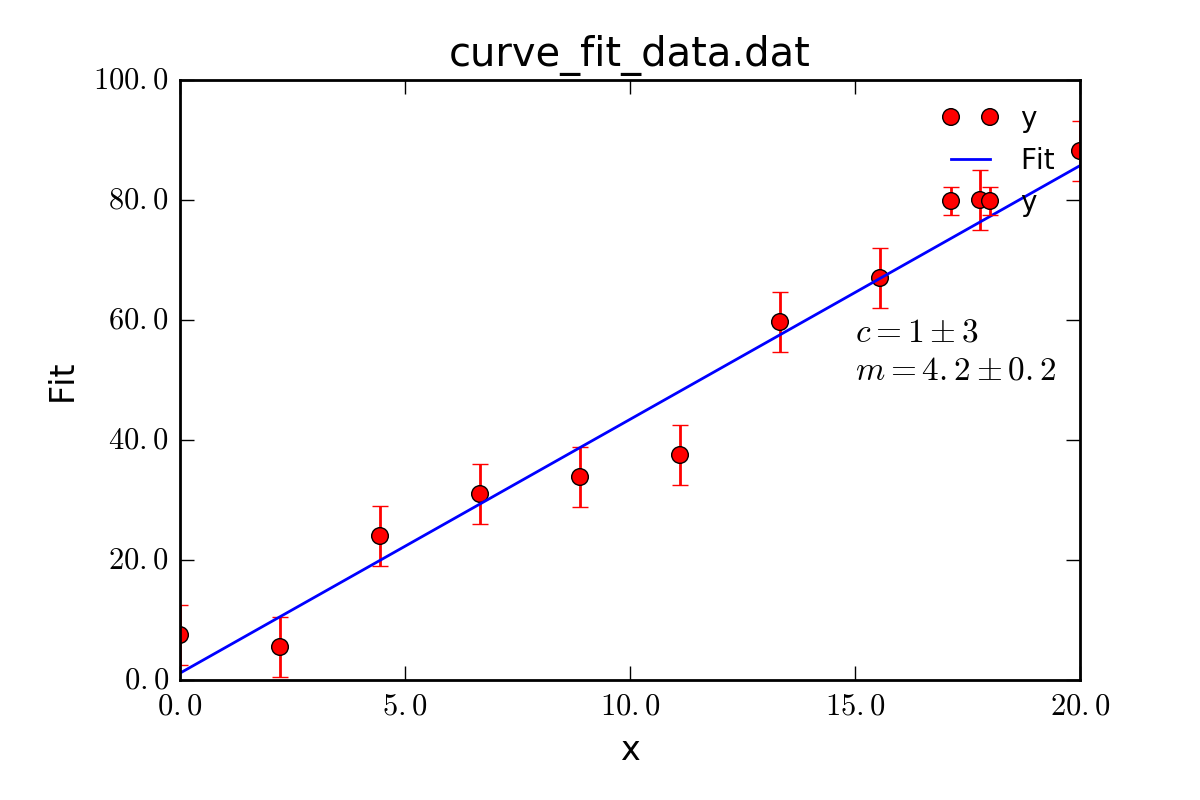 curve_fit_data.dat
100.0
80.0
60.0
40.0
20.0
0.0
Fit
y
Fit
y
c = 1 ± 3
m = 4.2 ± 0.2
0.0 5.0 10.0 15.0 20.0
x